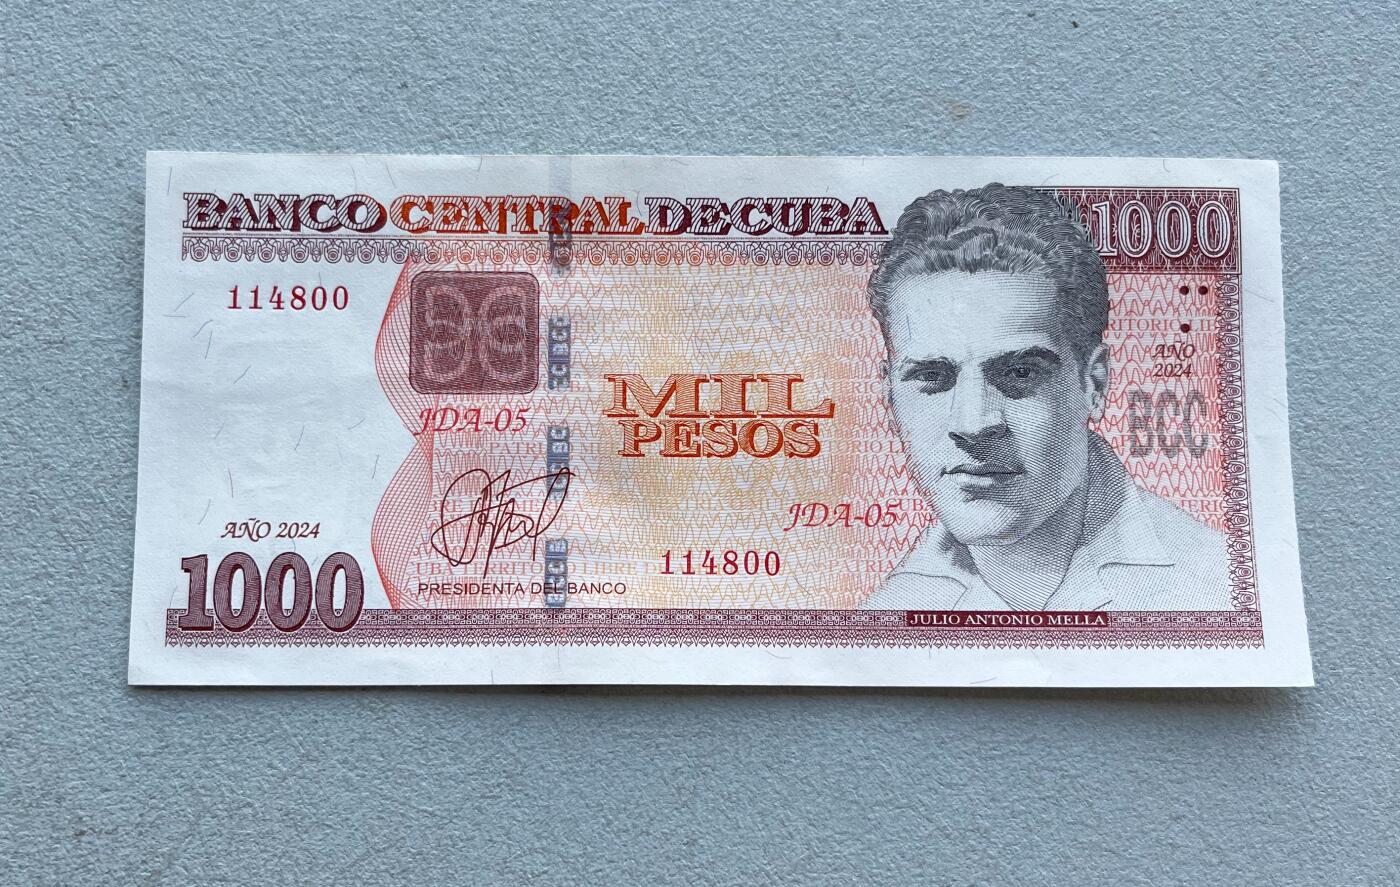 BANCO CENTRAL DE CUBA
1000
114800
AÑO
2024
JDA-05
MIL
PESOS
BCC
JDA-05
AÑO 2024
114800
1000
PRESIDENTA DEL BANCO
JULIO ANTONIO MELLA